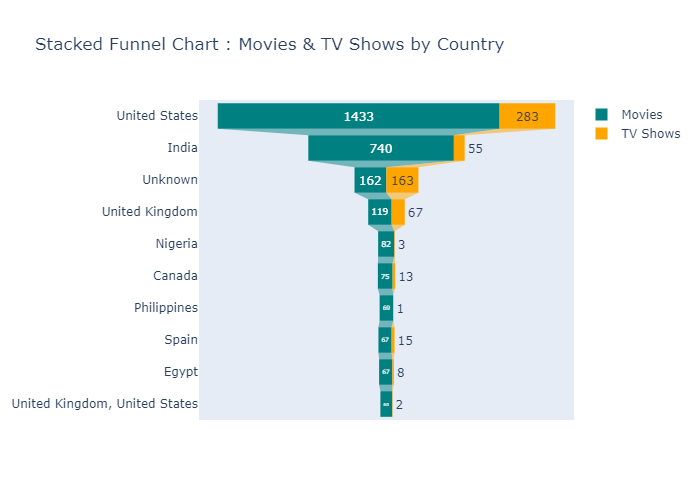 Stacked Funnel Chart : Movies & TV Shows by Country
Movies
TV Shows
United States 1433 283
India 740 55
Unknown 162 163
United Kingdom 119 67
Nigeria 82 3
Canada 75 13
Philippines 69 1
Spain 67 15
Egypt 67 8
United Kingdom, United States 2